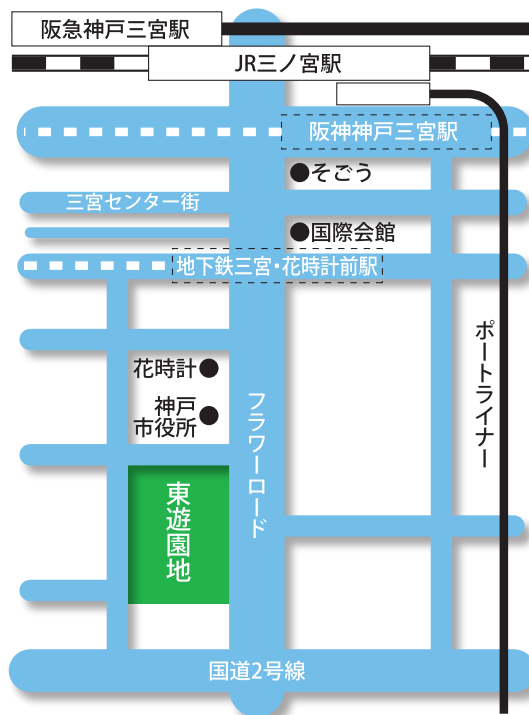 阪急神戸三宮駅
JR三ノ宮駅
阪神神戸三宮駅
そごう
三宮センター街
国際会館
地下鉄三宮・花時計前駅
ポートライナー
花時計
神戸
市役所
フラワーロード
東遊園地
国道2号線